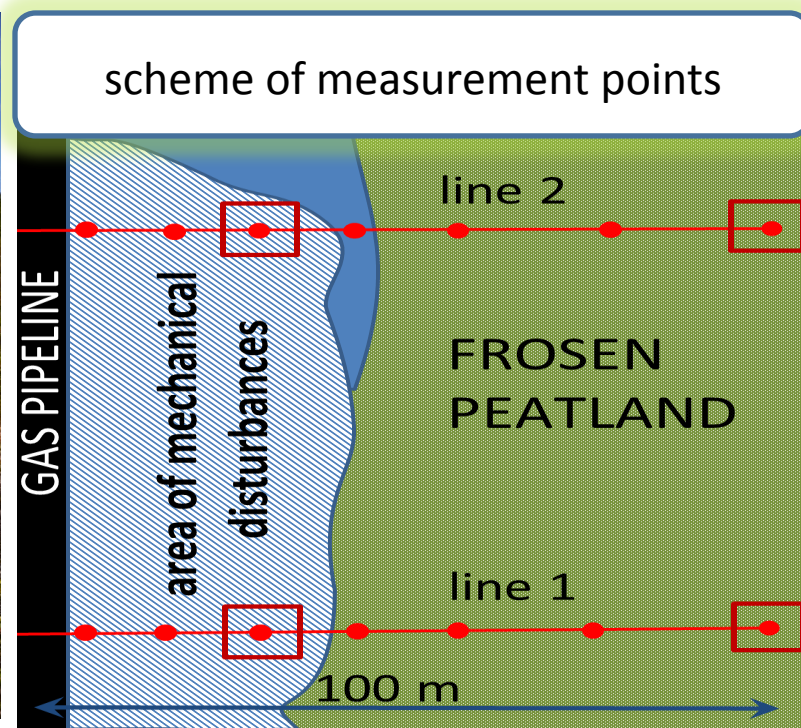 scheme of measurement points
line 2
GAS PIPELINE
area of mechanical
disturbances
FROSEN
PEATLAND
line 1
100 m